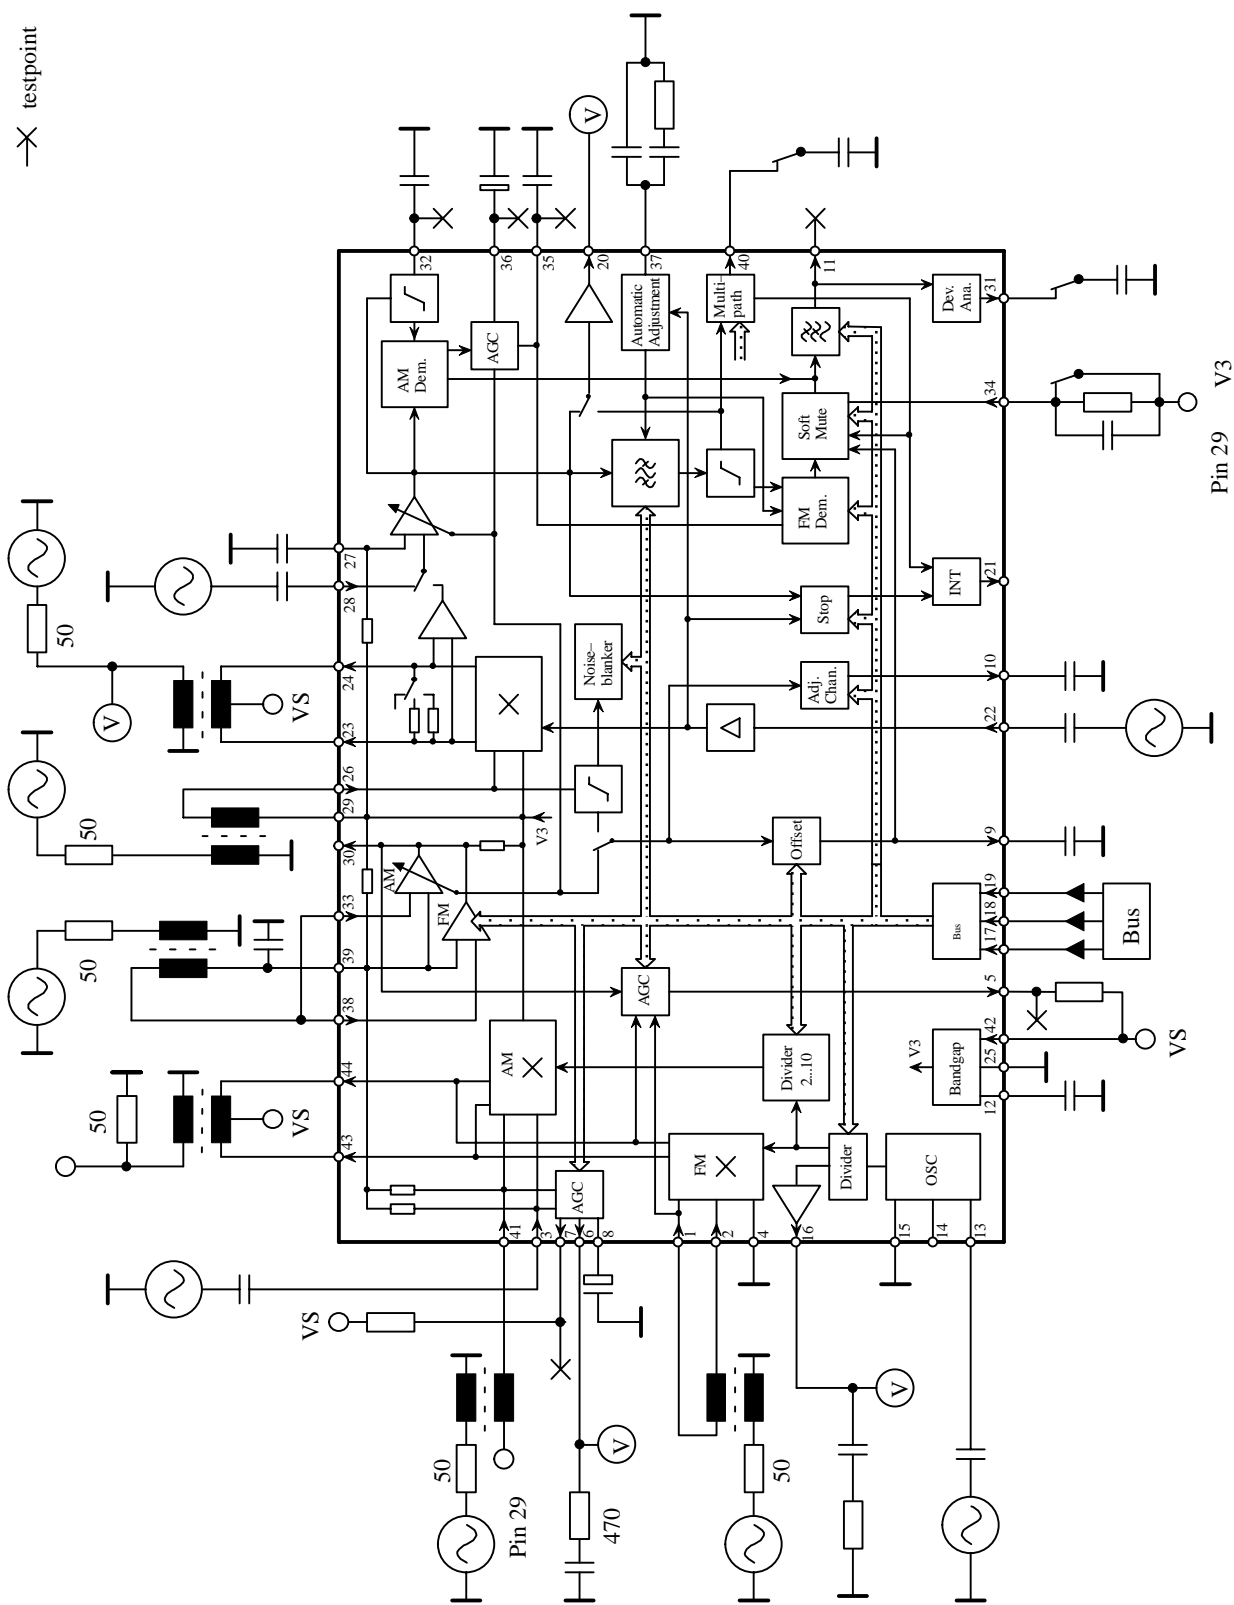 testpoint
V
32
36
35
20
37
40
11
31
AM
Dem.
AGC
Automatic
Adjustment
Multi-
path
Dev.
Ana.
34
V3
Pin 29
Soft
Mute
FM
Dem.
50
27
28
24
VS
V
23
Noise–
blanker
Stop
INT
21
Adj.
Chan.
10
22
50
26
29
30
V3
Offset
9
AM
FM
33
39
38
50
AGC
Bus
19
18
17
Bus
5
42
25
12
VS
V3
Bandgap
AM
Divider
2...10
44
43
50
VS
AGC
FM
Divider
OSC
41
3
7
6
8
1
2
4
16
15
14
13
VS
50
Pin 29
V
470
50
V